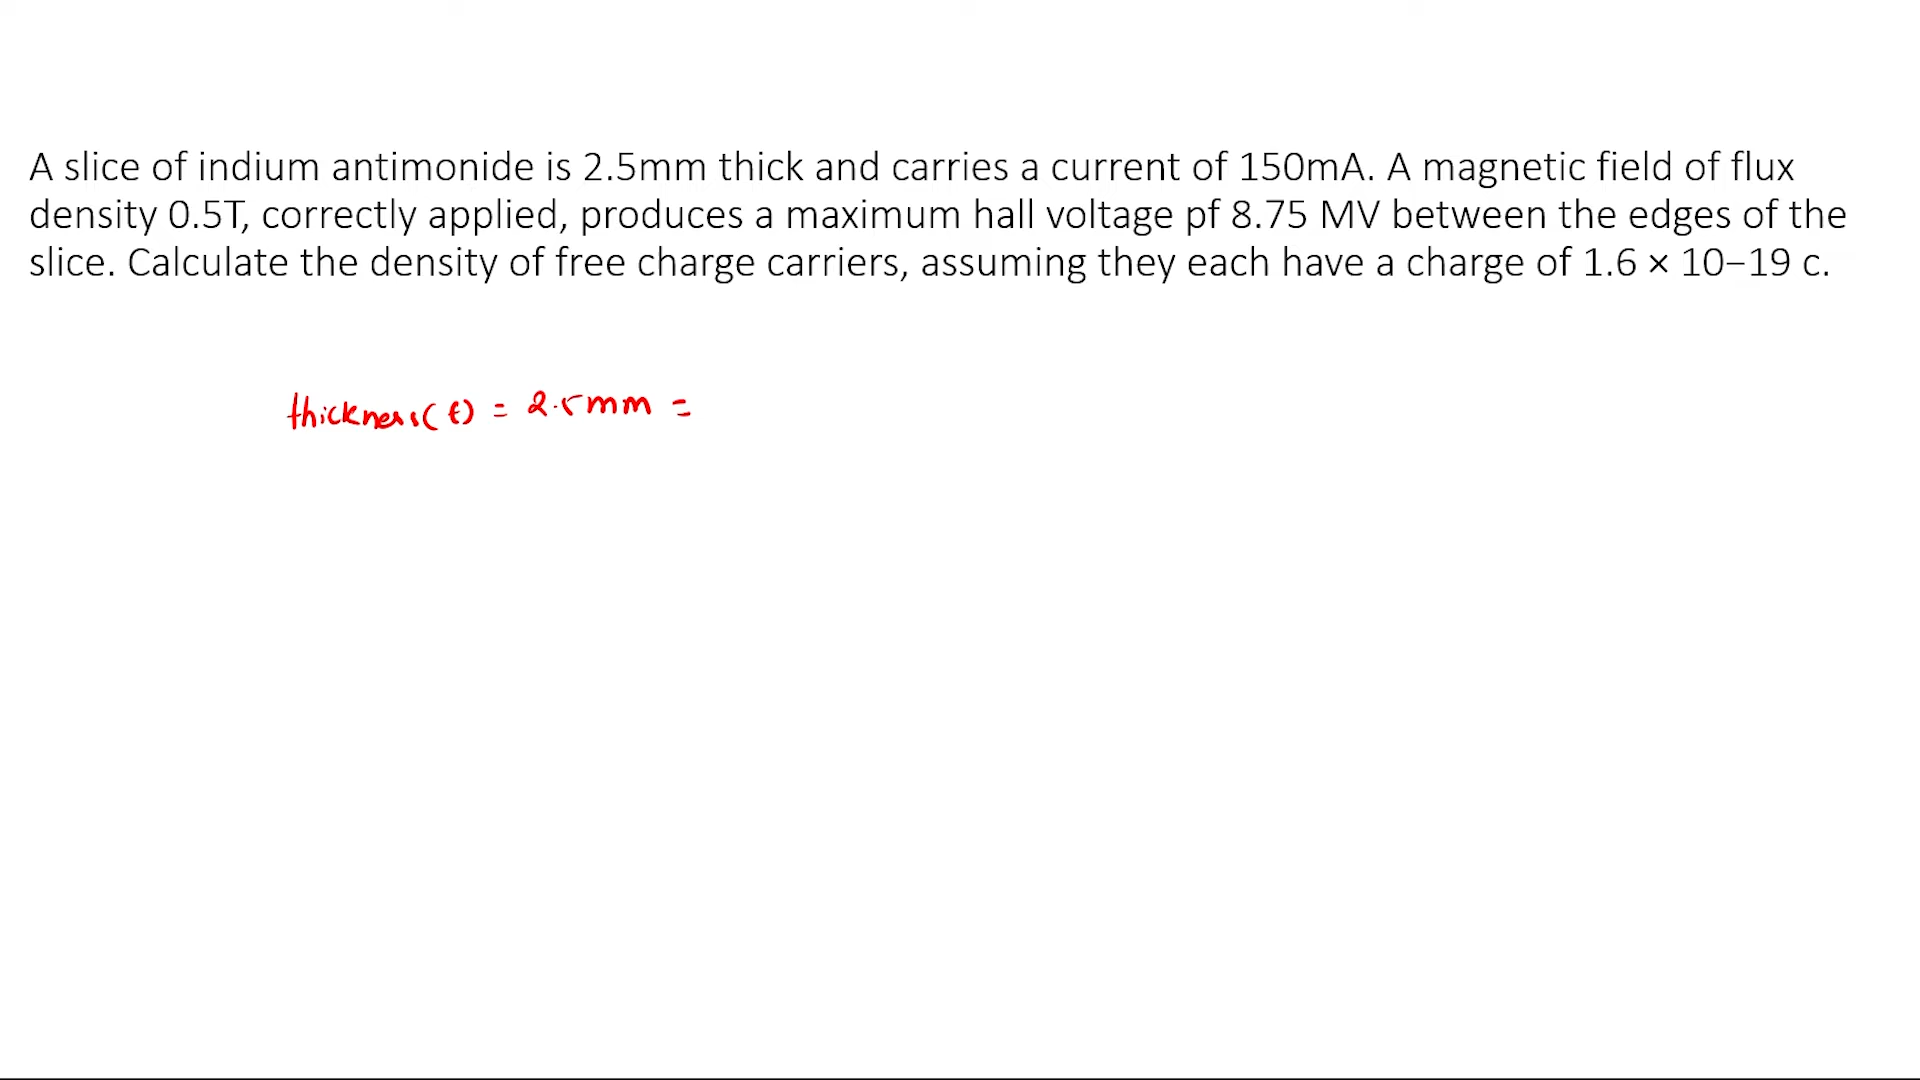 A slice of indium antimonide is 2.5mm thick and carries a current of 150mA. A magnetic field of flux
density 0.5T, correctly applied, produces a maximum hall voltage pf 8.75 MV between the edges of the
slice. Calculate the density of free charge carriers, assuming they each have a charge of 1.6 × 10−19 c.
thickness(t) = 2.5mm =